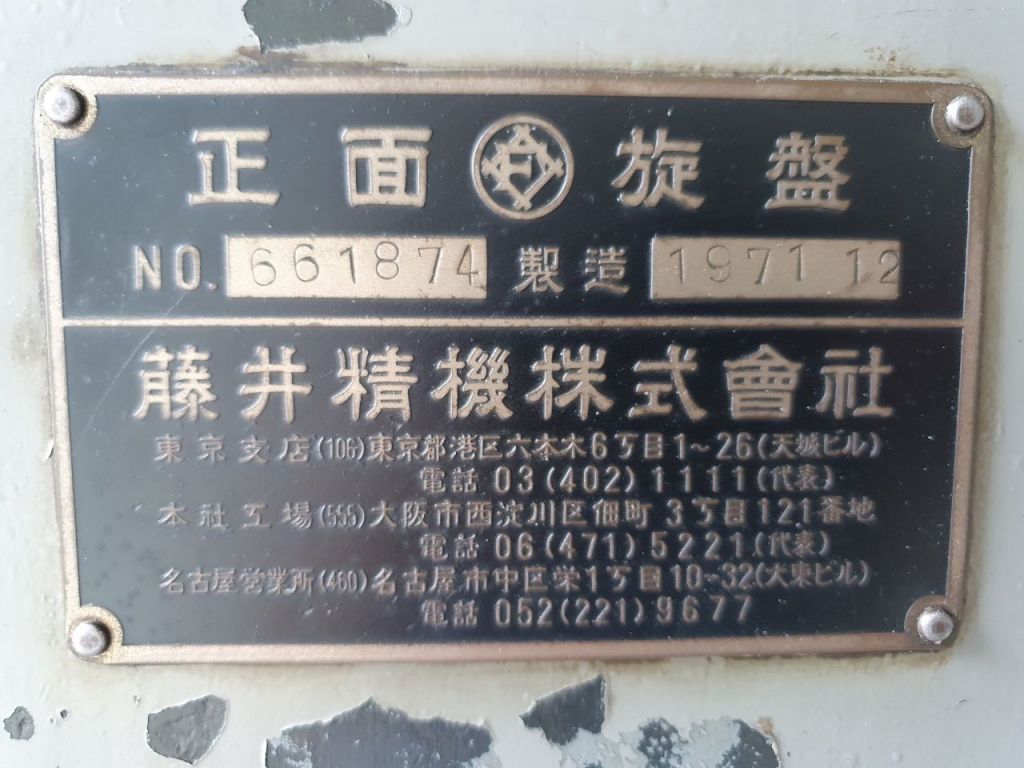 正面旋盤
NO. 661874 製造 1971 12
藤井精機株式會社
東京支店(106)東京都港区六本木6丁目1~26(天城ビル)
電話 03(402)1111(代表)
本社工場(555)大阪市西淀川区佃町3丁目121番地
電話 06(471)5221(代表)
名古屋営業所(460)名古屋市中区栄1丁目10-32(大東ビル)
電話 052(221)9677